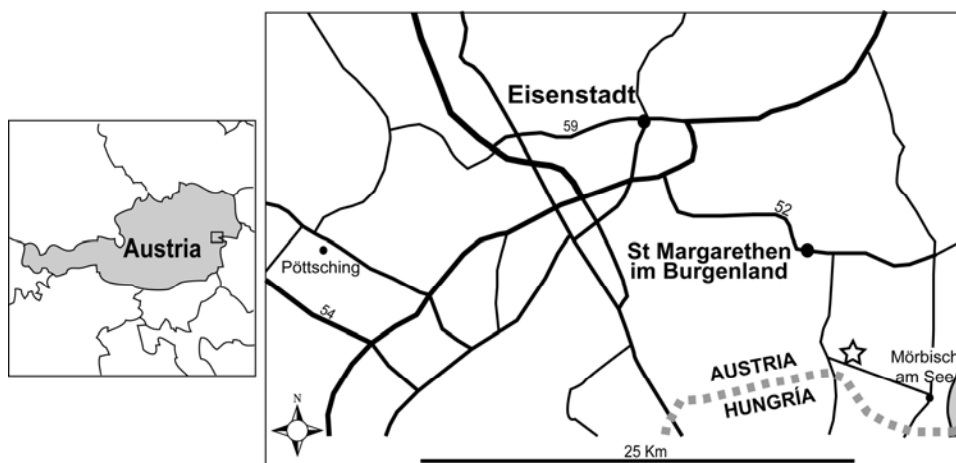 Austria
Eisenstadt
59
52
St Margarethen
im Burgenland
Pöttsching
54
AUSTRIA
HUNGRÍA
Mörbisch
am See
N
25 Km